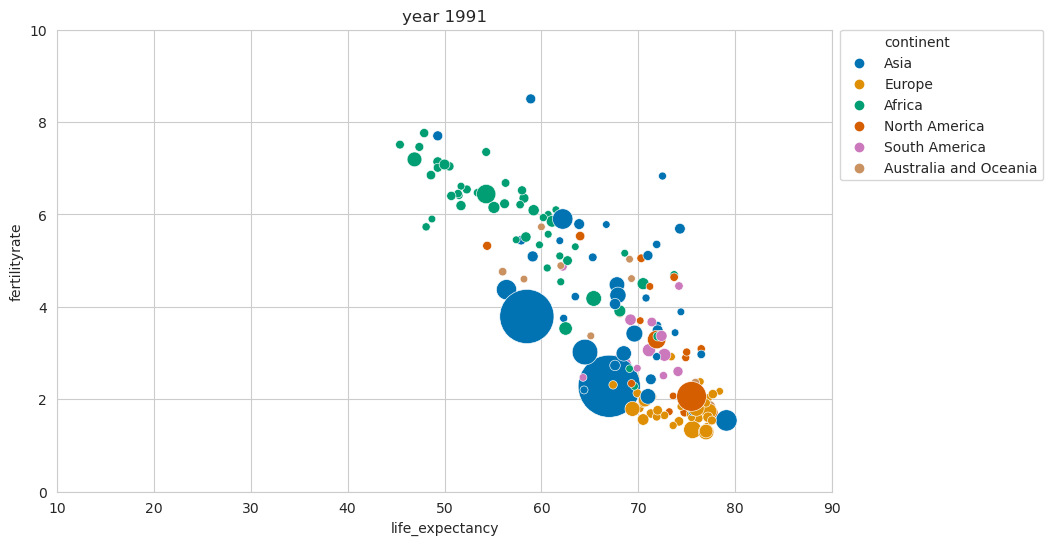 year 1991
10
8
6
4
2
0
fertilityrate
10 20 30 40 50 60 70 80 90
life_expectancy
continent
Asia
Europe
Africa
North America
South America
Australia and Oceania